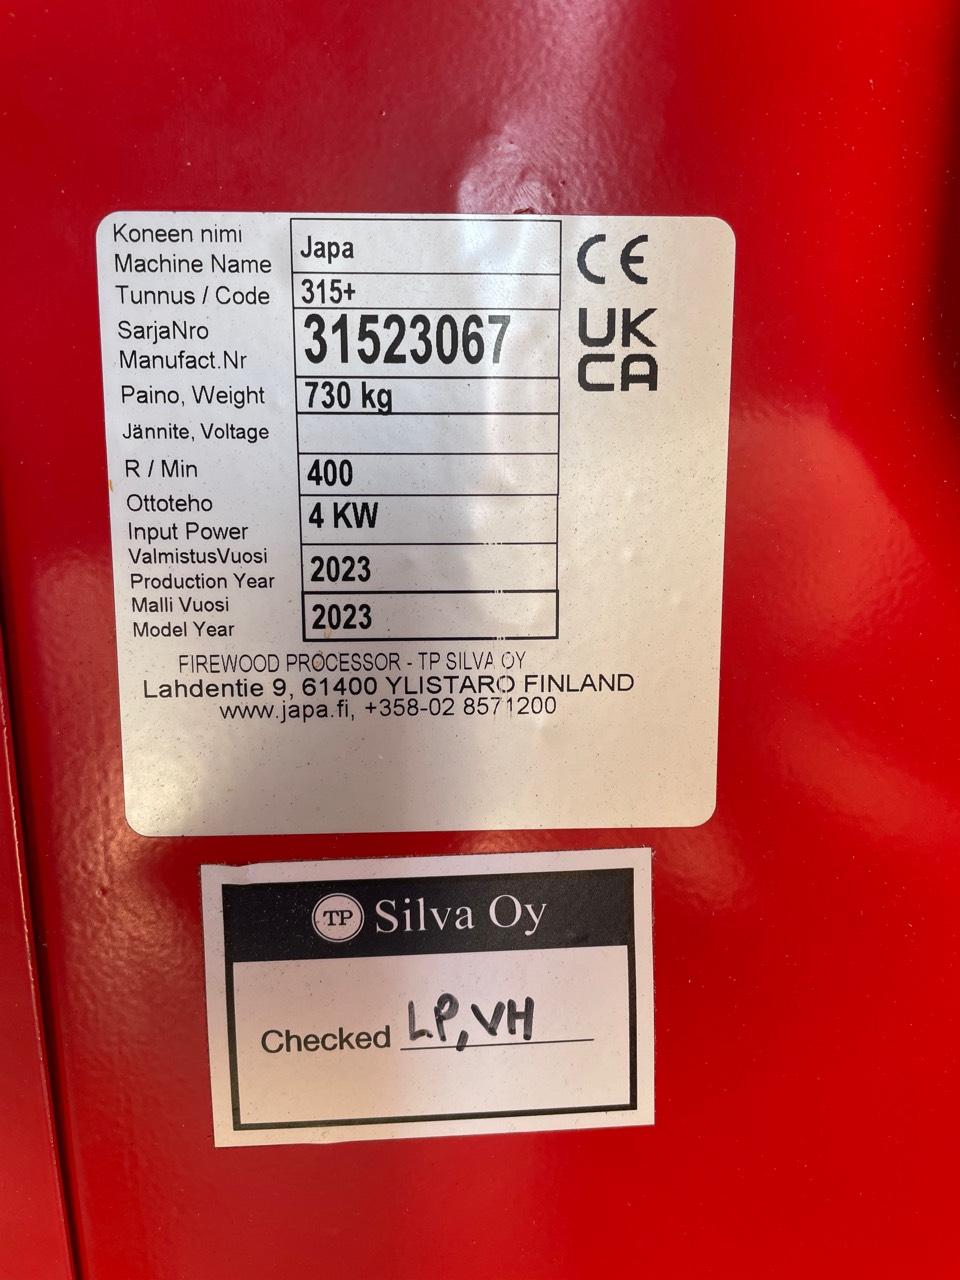 Koneen nimi
Machine Name
Japa
Tunnus / Code
315+
SarjaNro
Manufact.Nr
31523067
Paino, Weight
730 kg
Jännite, Voltage
R / Min
400
Ottoteho
Input Power
4 KW
ValmistusVuosi
Production Year
2023
Malli Vuosi
Model Year
2023
CE
UK
CA
FIREWOOD PROCESSOR - TP SILVA OY
Lahdentie 9, 61400 YLISTARO FINLAND
www.japa.fi, +358-02 8571200
TP Silva Oy
Checked LP, VH